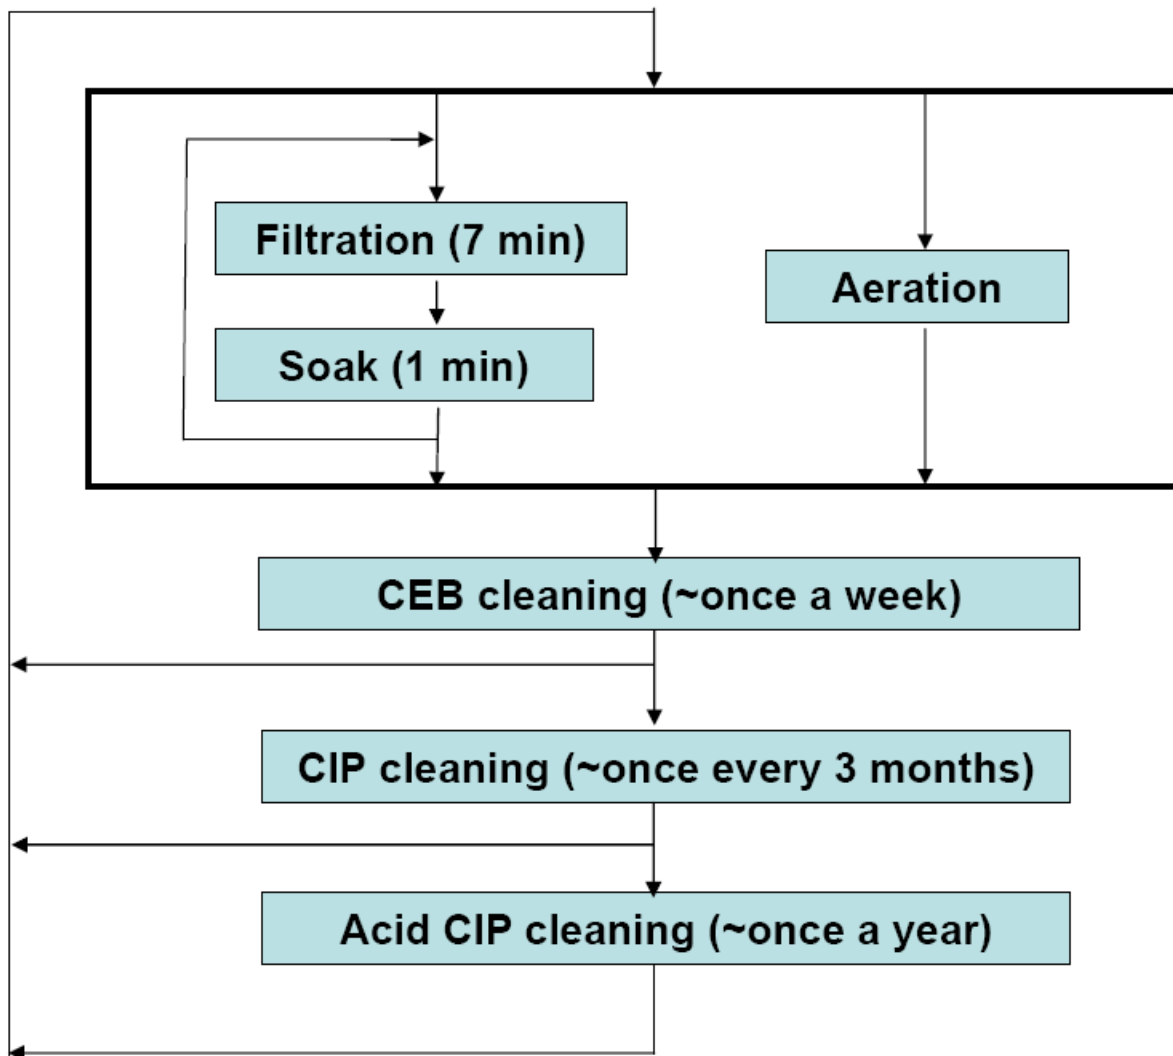 Filtration (7 min)
Aeration
Soak (1 min)
CEB cleaning (~once a week)
CIP cleaning (~once every 3 months)
Acid CIP cleaning (~once a year)